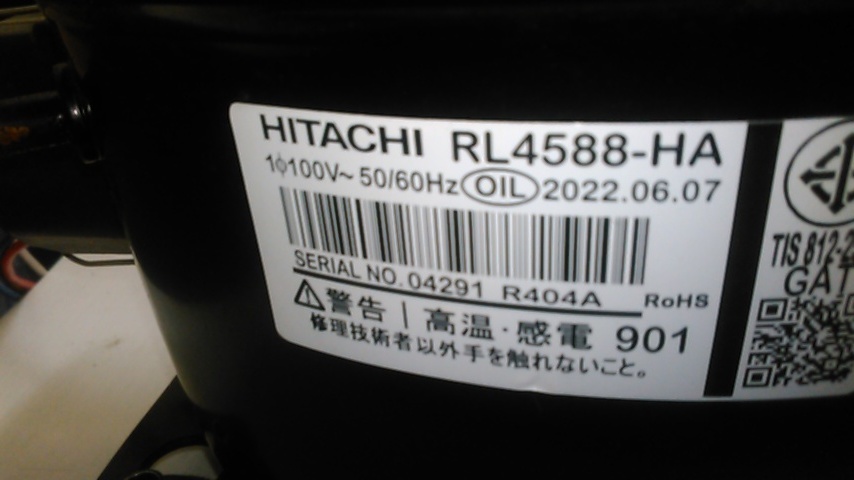 HITACHI RL4588-HA
1φ100V~ 50/60Hz OIL 2022.06.07
SERIAL NO. 04291 R404A RoHS
警告 | 高温・感電 901
修理技術者以外手を触れないこと。
TIS 812-2
GAT